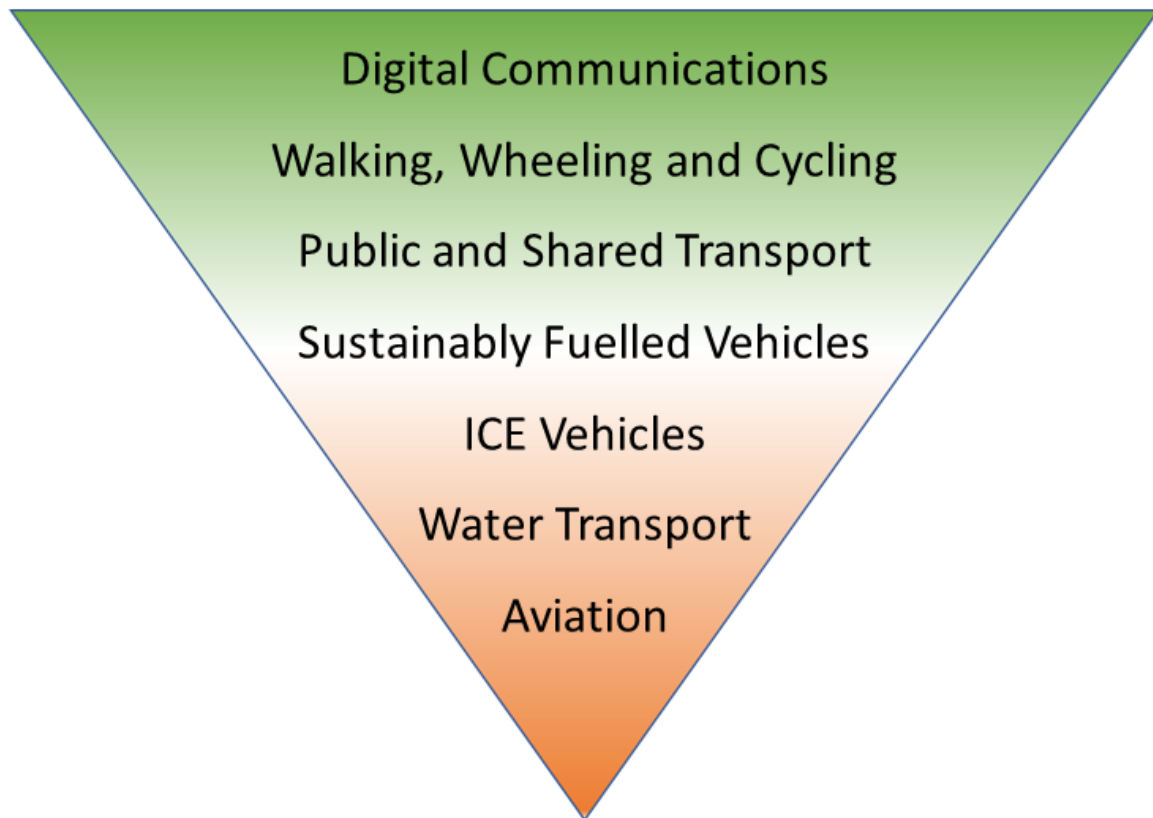 Digital Communications
Walking, Wheeling and Cycling
Public and Shared Transport
Sustainably Fuelled Vehicles
ICE Vehicles
Water Transport
Aviation